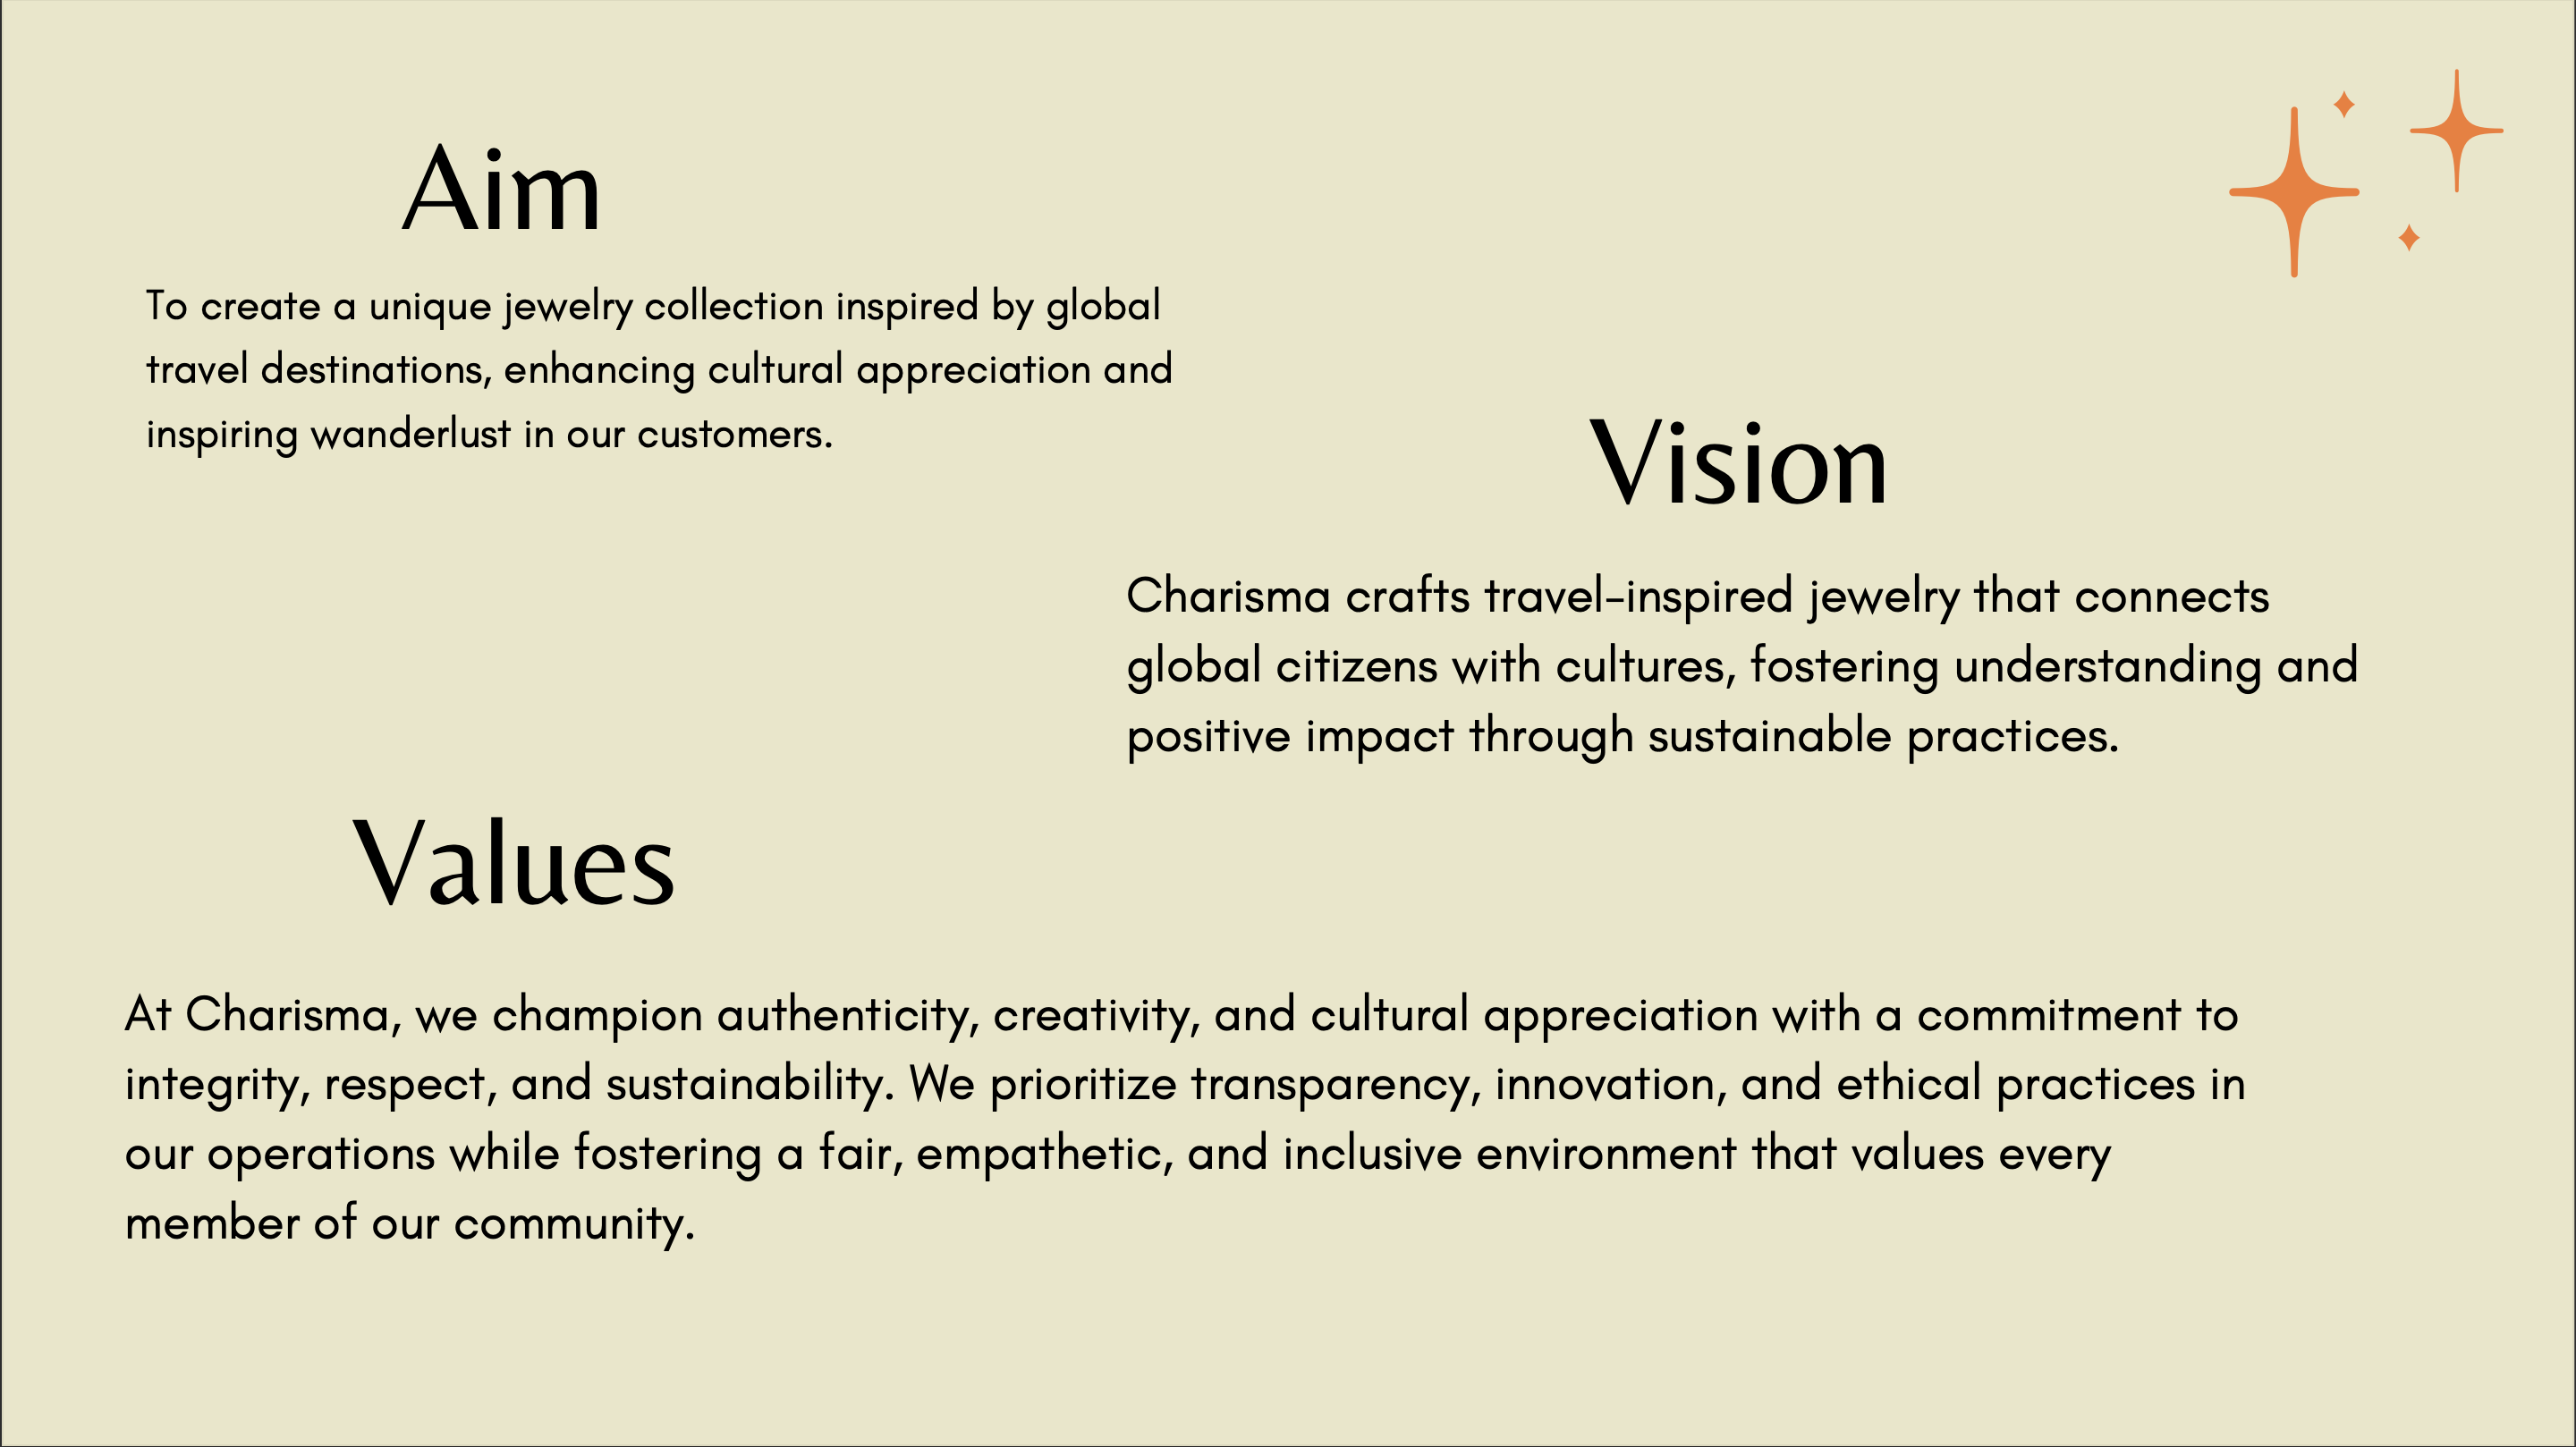 Aim
To create a unique jewelry collection inspired by global
travel destinations, enhancing cultural appreciation and
inspiring wanderlust in our customers.
Vision
Charisma crafts travel-inspired jewelry that connects
global citizens with cultures, fostering understanding and
positive impact through sustainable practices.
Values
At Charisma, we champion authenticity, creativity, and cultural appreciation with a commitment to
integrity, respect, and sustainability. We prioritize transparency, innovation, and ethical practices in
our operations while fostering a fair, empathetic, and inclusive environment that values every
member of our community.